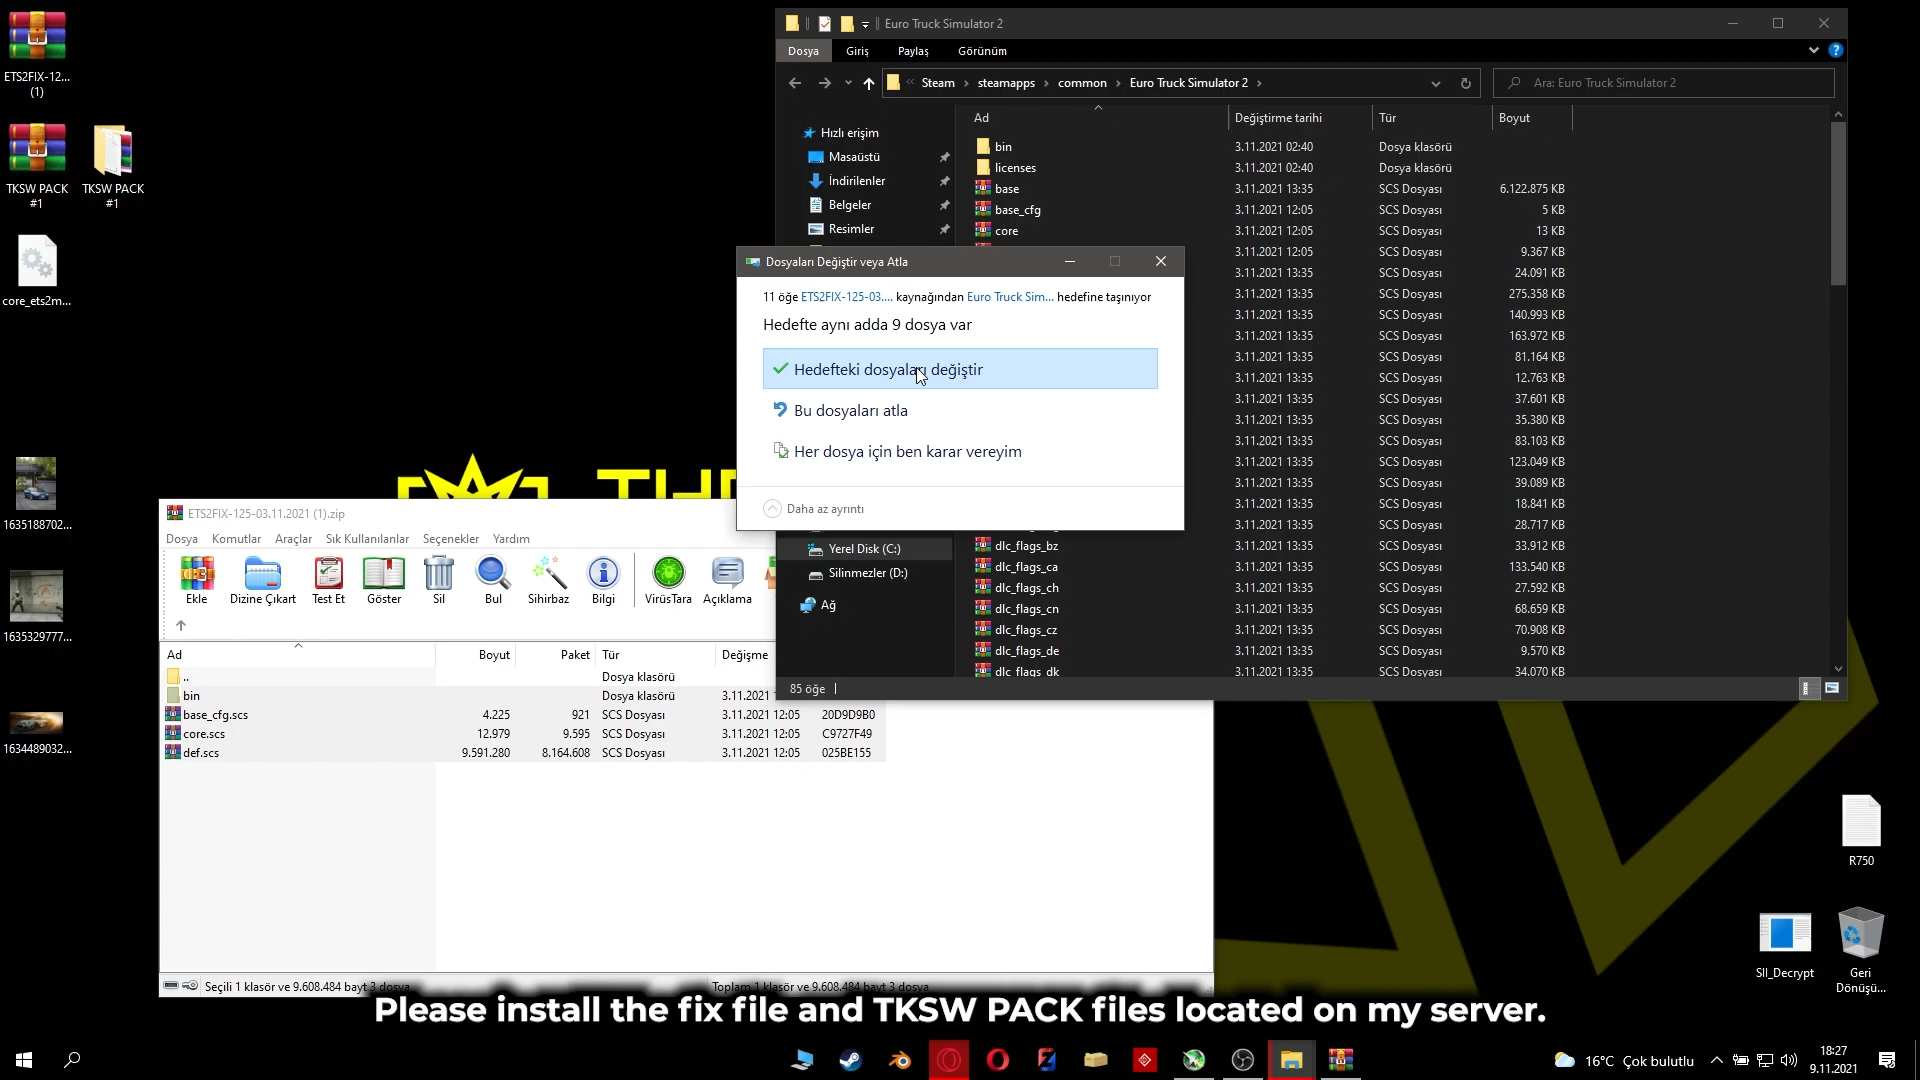 ETS2FIX-12...
(1)
TKSW PACK
#1
TKSW PACK
#1
core_ets2m...
1635188702...
1635329777...
1634489032...
Euro Truck Simulator 2
Dosya
Giriş
Paylaş
Görünüm
Steam
steamapps
common
Euro Truck Simulator 2
Ara: Euro Truck Simulator 2
Ad
Değiştirme tarihi
Tür
Boyut
Hızlı erişim
Masaüstü
İndirilenler
Belgeler
Resimler
bin 3.11.2021 02:40 Dosya klasörü
licenses 3.11.2021 02:40 Dosya klasörü
base 3.11.2021 13:35 SCS Dosyası 6.122.875 KB
base_cfg 3.11.2021 12:05 SCS Dosyası 5 KB
core 3.11.2021 12:05 SCS Dosyası 13 KB
3.11.2021 12:05 SCS Dosyası 9.367 KB
3.11.2021 13:35 SCS Dosyası 24.091 KB
3.11.2021 13:35 SCS Dosyası 275.358 KB
3.11.2021 13:35 SCS Dosyası 140.993 KB
3.11.2021 13:35 SCS Dosyası 163.972 KB
3.11.2021 13:35 SCS Dosyası 81.164 KB
3.11.2021 13:35 SCS Dosyası 12.763 KB
3.11.2021 13:35 SCS Dosyası 37.601 KB
3.11.2021 13:35 SCS Dosyası 35.380 KB
3.11.2021 13:35 SCS Dosyası 83.103 KB
3.11.2021 13:35 SCS Dosyası 123.049 KB
3.11.2021 13:35 SCS Dosyası 39.089 KB
3.11.2021 13:35 SCS Dosyası 18.841 KB
3.11.2021 13:35 SCS Dosyası 28.717 KB
dlc_flags_bz 3.11.2021 13:35 SCS Dosyası 33.912 KB
dlc_flags_ca 3.11.2021 13:35 SCS Dosyası 133.540 KB
dlc_flags_ch 3.11.2021 13:35 SCS Dosyası 27.592 KB
dlc_flags_cn 3.11.2021 13:35 SCS Dosyası 68.659 KB
dlc_flags_cz 3.11.2021 13:35 SCS Dosyası 70.908 KB
dlc_flags_de 3.11.2021 13:35 SCS Dosyası 9.570 KB
dlc_flags_dk 3.11.2021 13:35 SCS Dosyası 34.070 KB
Yerel Disk (C:)
Silinmezler (D:)
Ağ
85 öğe
Dosyaları Değiştir veya Atla
11 öğe ETS2FIX-125-03.... kaynağından Euro Truck Sim... hedefine taşınıyor
Hedefte aynı adda 9 dosya var
Hedefteki dosyaları değiştir
Bu dosyaları atla
Her dosya için ben karar vereyim
Daha az ayrıntı
ETS2FIX-125-03.11.2021 (1).zip
Dosya Komutlar Araçlar Sık Kullanılanlar Seçenekler Yardım
Ekle Dizine Çıkart Test Et Göster Sil Bul Sihirbaz Bilgi VirüsTara Açıklama
Ad Boyut Paket Tür Değişme
.. Dosya klasörü
bin Dosya klasörü 3.11.2021
base_cfg.scs 4.225 921 SCS Dosyası 3.11.2021 12:05 20D9D9B0
core.scs 12.979 9.595 SCS Dosyası 3.11.2021 12:05 C9727F49
def.scs 9.591.280 8.164.608 SCS Dosyası 3.11.2021 12:05 025BE155
Seçili 1 klasör ve 9.608.484 bayt 3 dosya
Toplam 1 klasör ve 9.608.484 bayt 3 dosya
R750
SII_Decrypt
Geri
Dönüşü...
Please install the fix file and TKSW PACK files located on my server.
16°C Çok bulutlu
18:27
9.11.2021